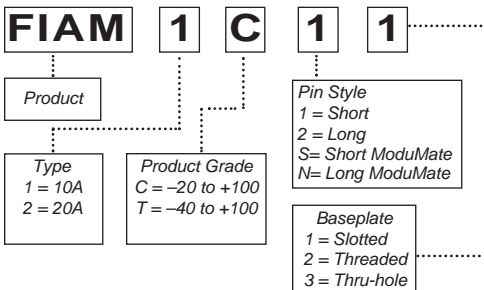 FIAM 1 C 1 1
Product
Type
1 = 10A
2 = 20A
Product Grade
C = –20 to +100
T = –40 to +100
Pin Style
1 = Short
2 = Long
S= Short ModuMate
N= Long ModuMate
Baseplate
1 = Slotted
2 = Threaded
3 = Thru-hole